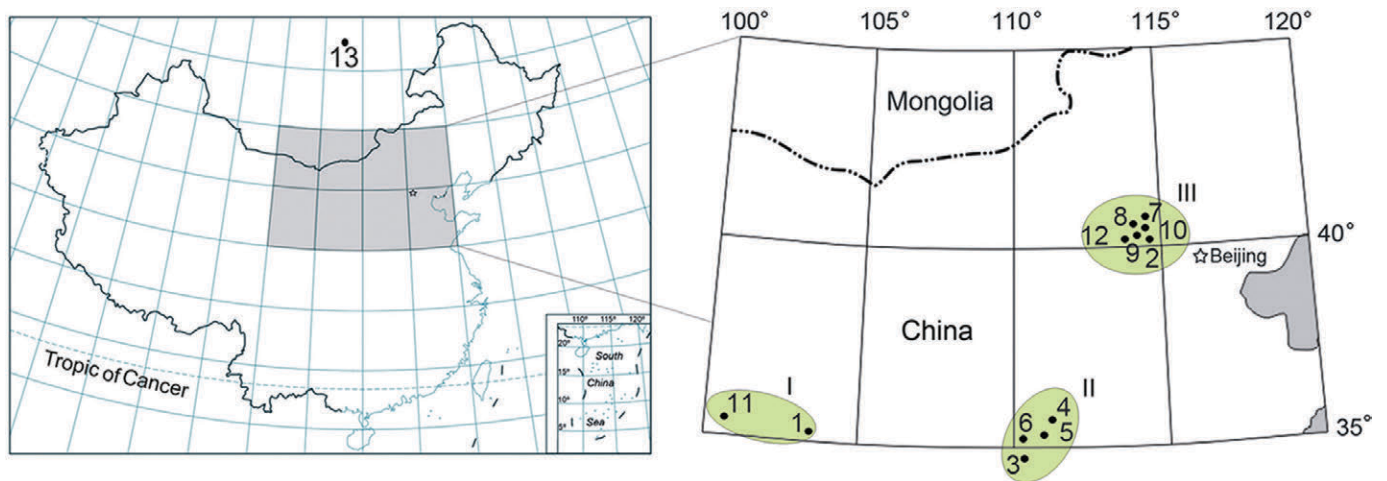 13
Tropic of Cancer
110° 115° 120°
20°
15°
10°
5°
South
China
Sea
100° 105° 110° 115° 120°
Mongolia
III
8 7
12 10
9 2
40°
☆Beijing
China
I
11
1
II
4
6
5
3
35°